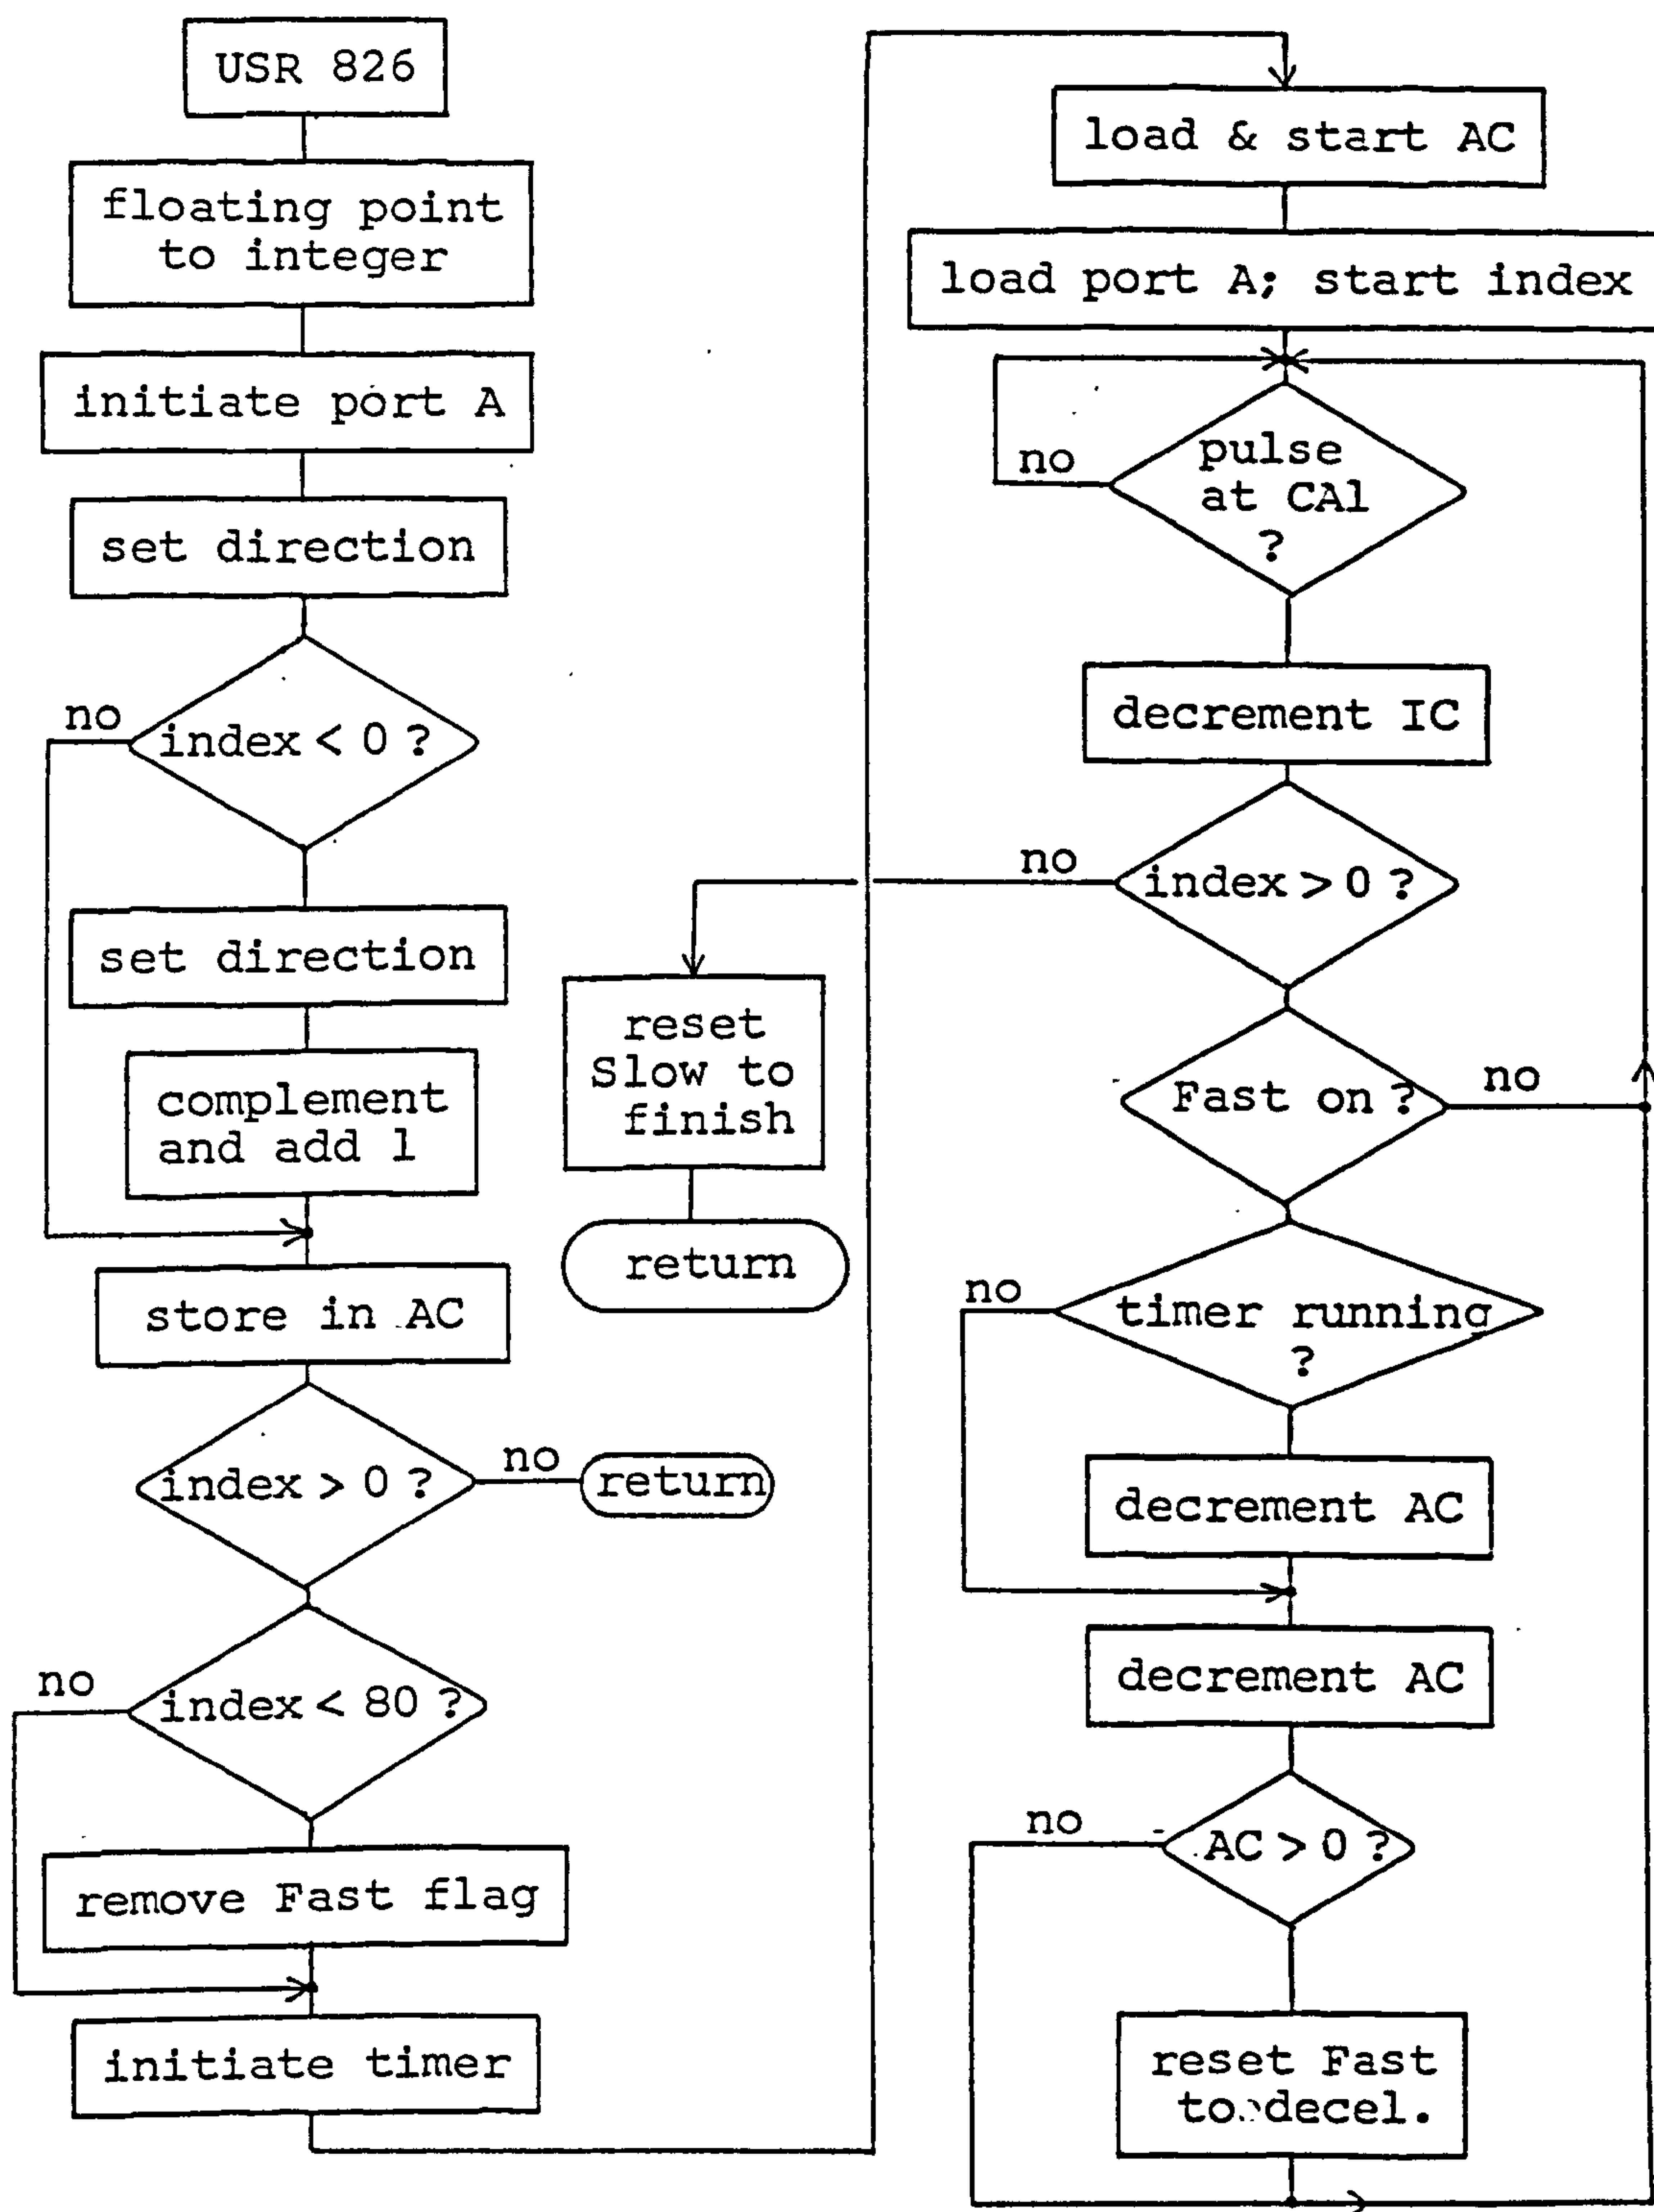 USR 826
floating point
to integer
initiate port A
set direction
no
index < 0 ?
set direction
complement
and add 1
store in AC
index > 0 ?
no
return
no
index < 80 ?
remove Fast flag
initiate timer
load & start AC
load port A; start index
no
pulse
at CA1
?
decrement IC
no
index > 0 ?
reset
Slow to
finish
return
Fast on ?
no
no
timer running
?
decrement AC
decrement AC
no
AC > 0 ?
reset Fast
to decel.